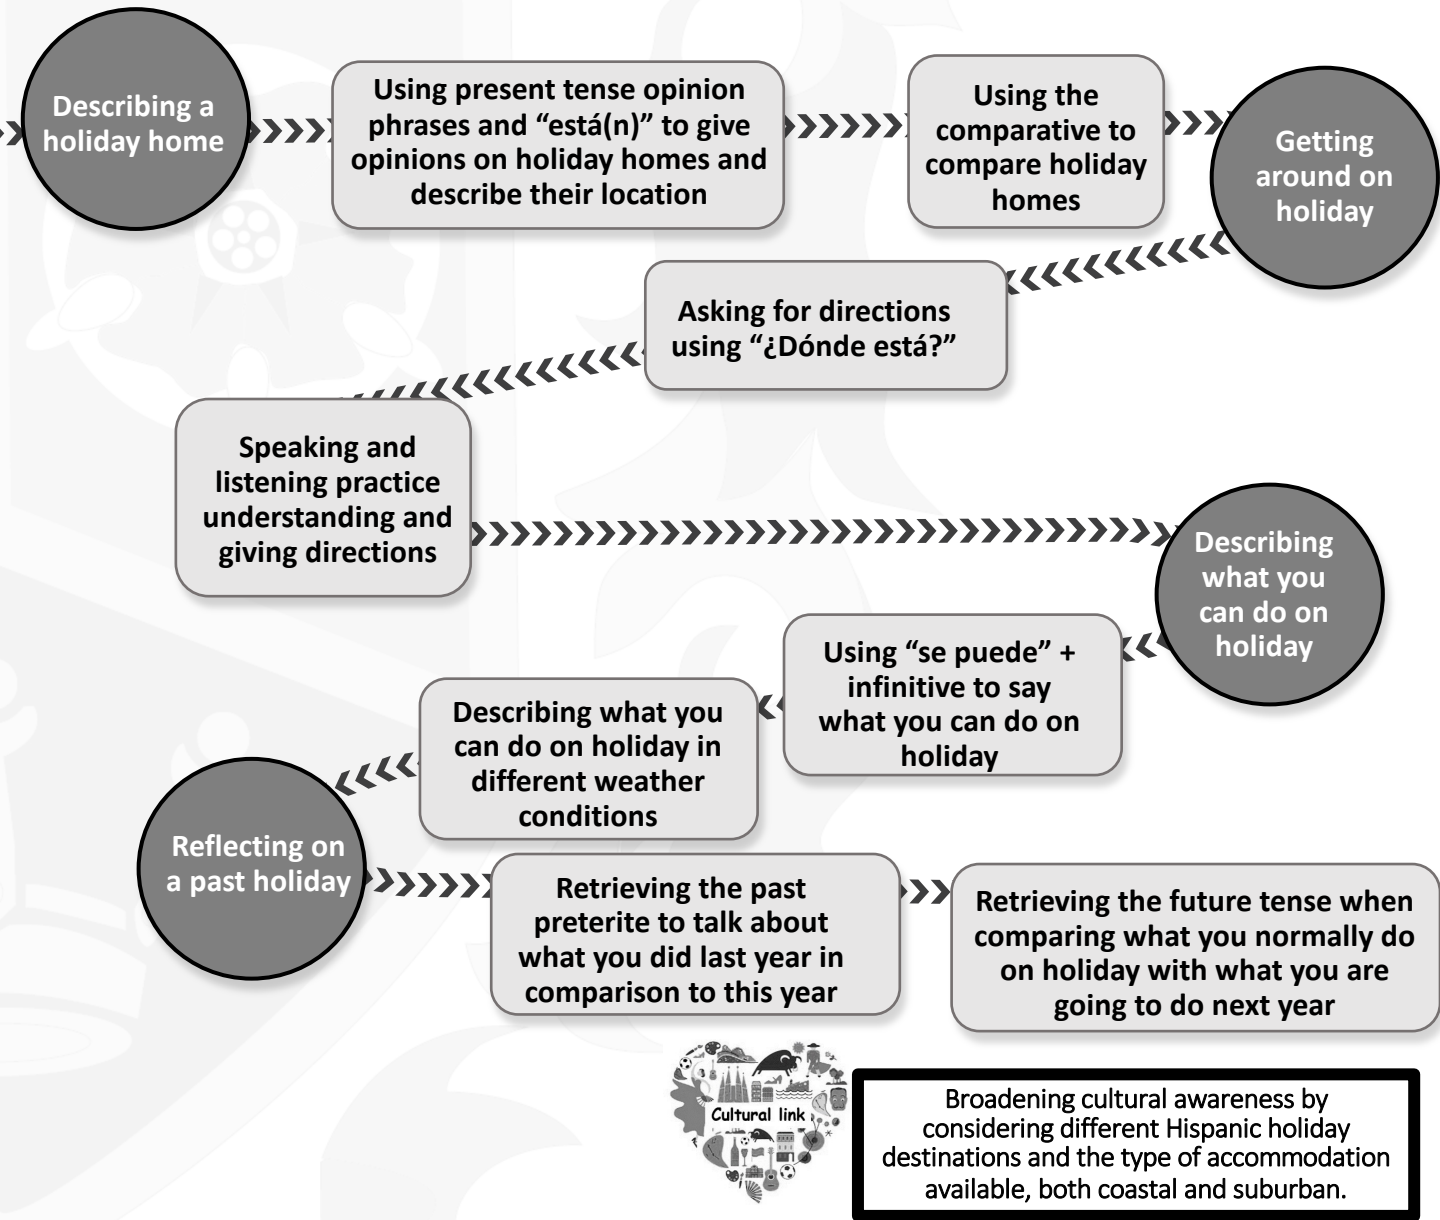 Describing a
holiday home
Using present tense opinion
phrases and “está(n)” to give
opinions on holiday homes and
describe their location
Using the
comparative to
compare holiday
homes
Getting
around on
holiday
Asking for directions
using “¿Dónde está?”
Speaking and
listening practice
understanding and
giving directions
Describing
what you
can do on
holiday
Using “se puede” +
infinitive to say
what you can do on
holiday
Describing what you
can do on holiday in
different weather
conditions
Reflecting on
a past holiday
Retrieving the past
preterite to talk about
what you did last year in
comparison to this year
Retrieving the future tense when
comparing what you normally do
on holiday with what you are
going to do next year
Cultural link
Broadening cultural awareness by
considering different Hispanic holiday
destinations and the type of accommodation
available, both coastal and suburban.